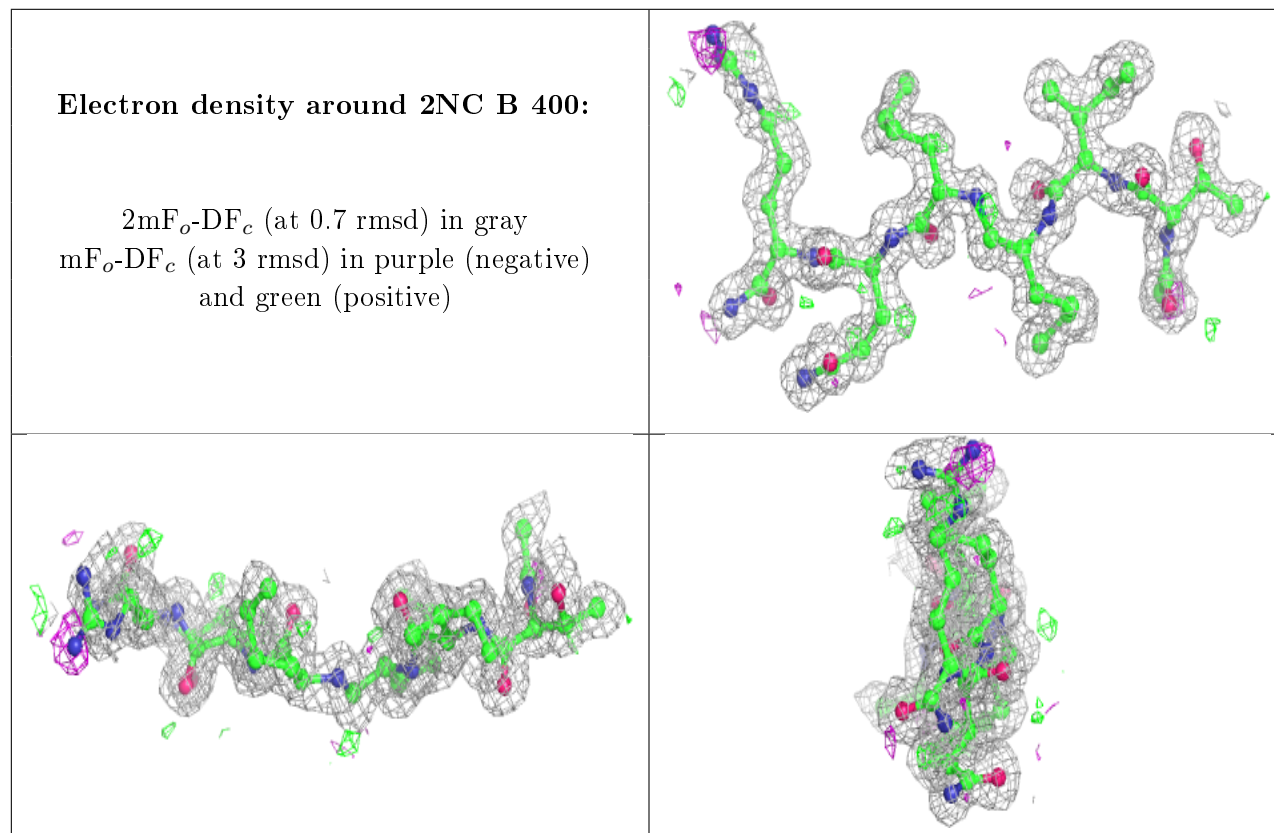 Electron density around 2NC B 400:
2mFo-DFc (at 0.7 rmsd) in gray
mFo-DFc (at 3 rmsd) in purple (negative)
and green (positive)